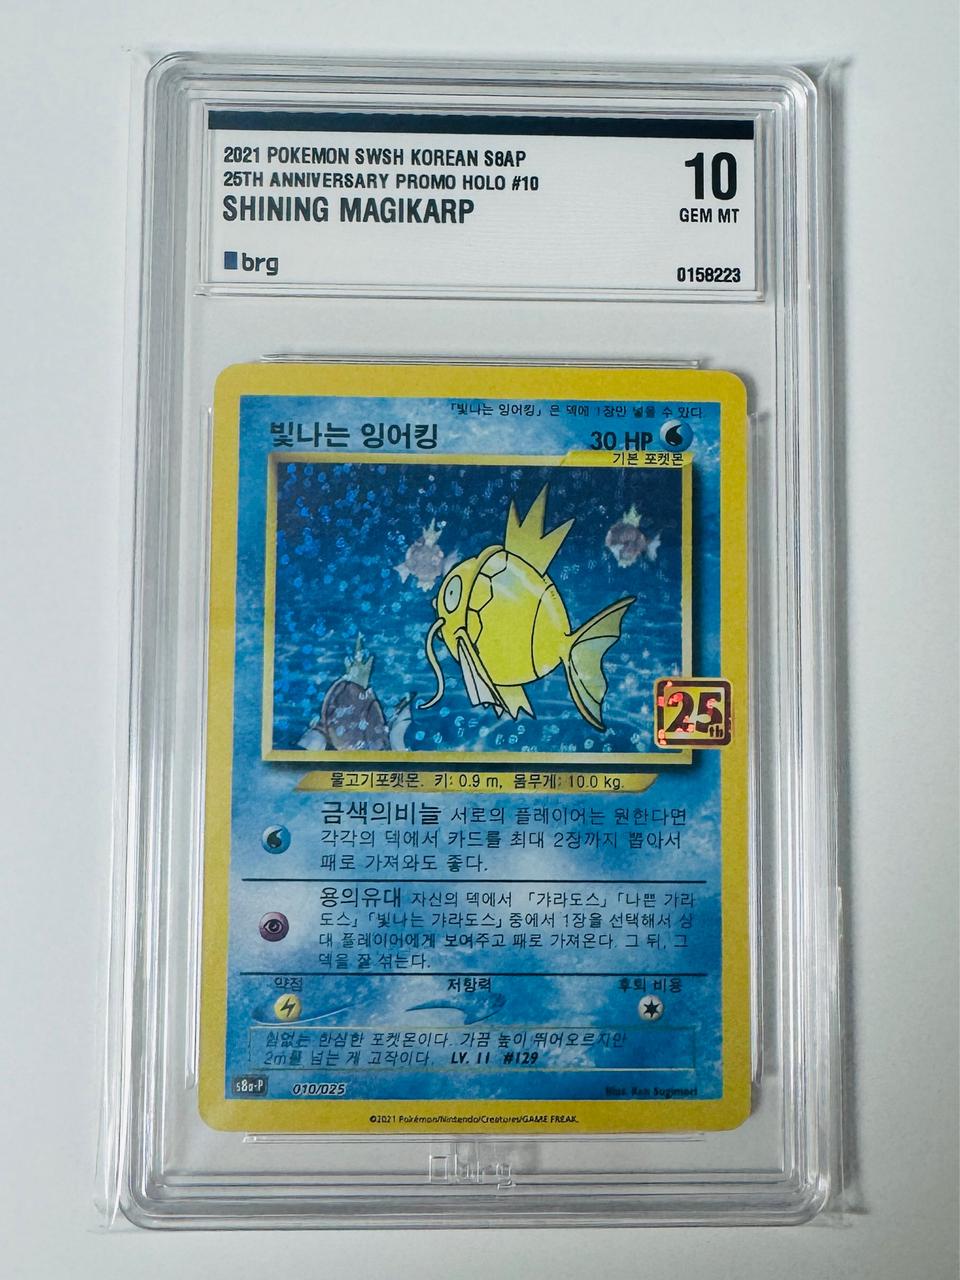 2021 POKEMON SWSH KOREAN S8AP
25TH ANNIVERSARY PROMO HOLO #10
SHINING MAGIKARP
10
GEM MT
brg
0158223
「빛나는 잉어킹」은 덱에 1장만 넣을 수 있다.
빛나는 잉어킹
30 HP
기본 포켓몬
25th
물고기포켓몬. 키: 0.9 m, 몸무게: 10.0 kg.
금색의비늘 서로의 플레이어는 원한다면
각각의 덱에서 카드를 최대 2장까지 뽑아서
패로 가져와도 좋다.
용의유대 자신의 덱에서 「갸라도스」「나쁜 갸라
도스」「빛나는 갸라도스」중에서 1장을 선택해서 상
대 플레이어에게 보여주고 패로 가져온다. 그 뒤, 그
덱을 잘 섞는다.
약점 저항력 후퇴 비용
힘없는 한심한 포켓몬이다. 가끔 높이 뛰어오르지만
2m를 넘는 게 고작이다. LV. 11 #129
s8a-P 010/025 Illus. Ken Sugimori
©2021 Pokémon/Nintendo/Creatures/GAME FREAK.
brg